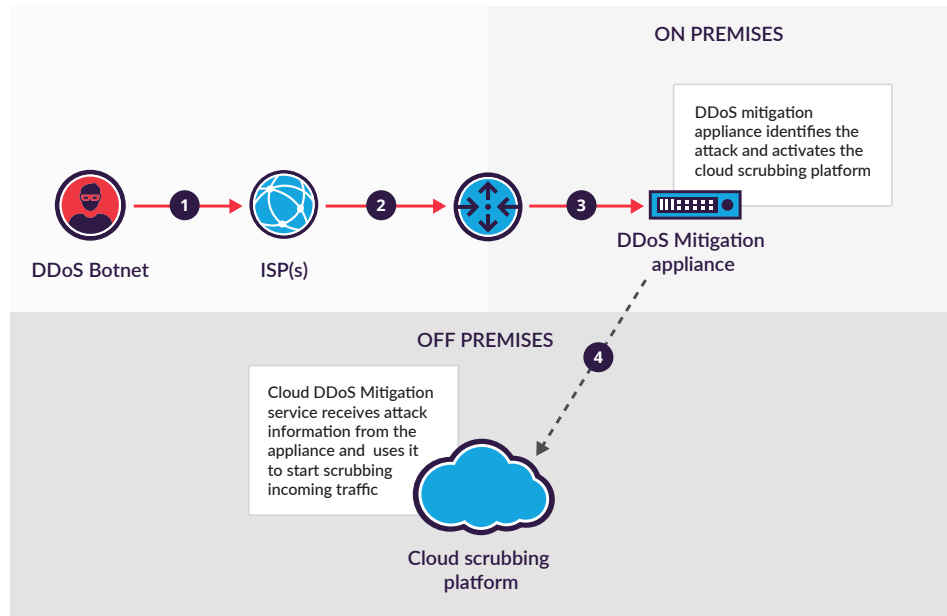 ON PREMISES
DDoS mitigation
appliance identifies the
attack and activates the
cloud scrubbing platform
1
2
3
DDoS Botnet
ISP(s)
DDoS Mitigation
appliance
OFF PREMISES
4
Cloud DDoS Mitigation
service receives attack
information from the
appliance and uses it
to start scrubbing
incoming traffic
Cloud scrubbing
platform